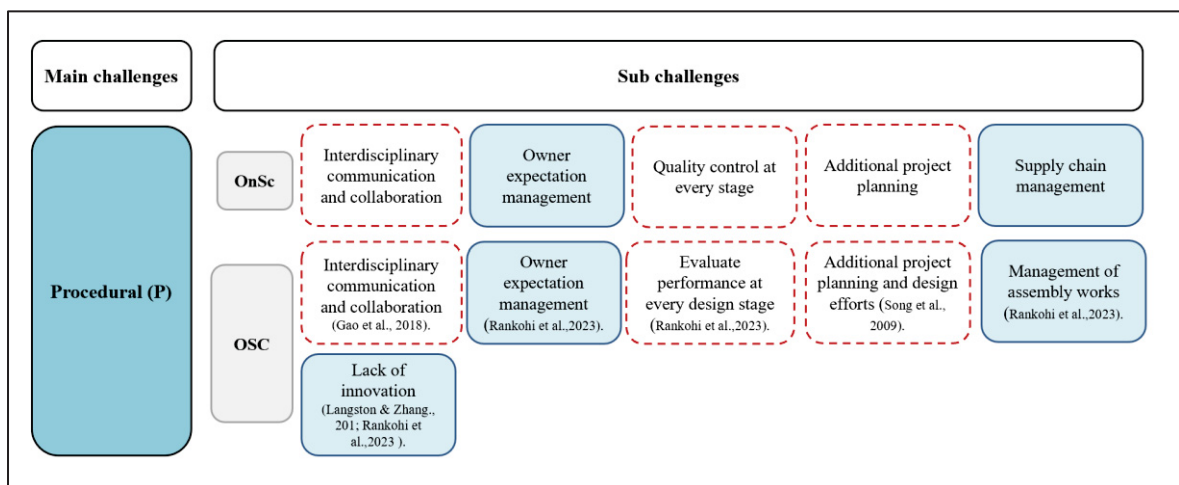 Main challenges
Sub challenges
Procedural (P)
OnSc
Interdisciplinary
communication
and collaboration
Owner
expectation
management
Quality control at
every stage
Additional project
planning
Supply chain
management
OSC
Interdisciplinary
communication
and collaboration
(Gao et al., 2018).
Owner
expectation
management
(Rankohi et al.,2023).
Evaluate
performance at
every design stage
(Rankohi et al.,2023).
Additional project
planning and design
efforts (Song et al.,
2009).
Management of
assembly works
(Rankohi et al.,2023).
Lack of
innovation
(Langston & Zhang.,
201; Rankohi et
al.,2023 ).